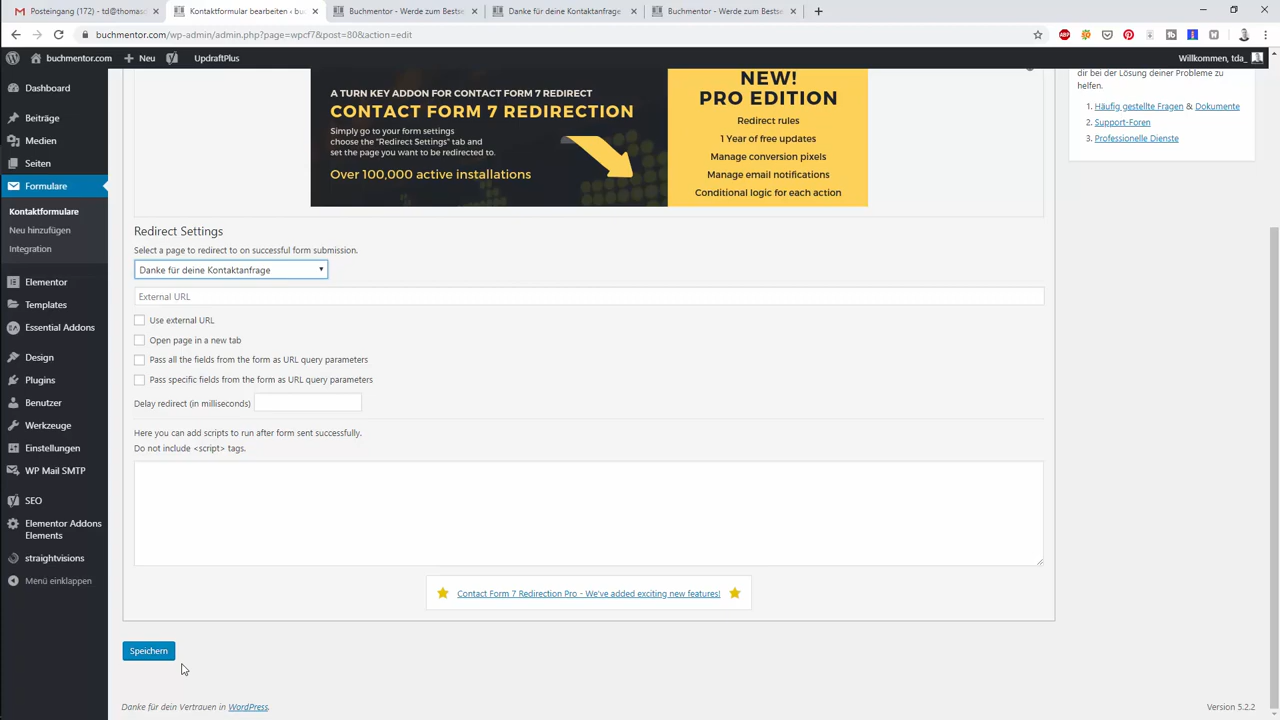 Posteingang (172) - td@thomas
Kontaktformular bearbeiten ‹ bu
Buchmentor - Werde zum Bestse
Danke für deine Kontaktanfrage
Buchmentor - Werde zum Bestse
buchmentor.com/wp-admin/admin.php?page=wpcf7&post=80&action=edit
buchmentor.com
Neu
UpdraftPlus
Willkommen, tda_
Dashboard
Beiträge
Medien
Seiten
Formulare
Kontaktformulare
Neu hinzufügen
Integration
Elementor
Templates
Essential Addons
Design
Plugins
Benutzer
Werkzeuge
Einstellungen
WP Mail SMTP
SEO
Elementor Addons
Elements
straightvisions
Menü einklappen
A TURN KEY ADDON FOR CONTACT FORM 7 REDIRECT
CONTACT FORM 7 REDIRECTION
Simply go to your form settings
choose the "Redirect Settings" tab and
set the page you want to be redirected to.
Over 100,000 active installations
NEW!
PRO EDITION
Redirect rules
1 Year of free updates
Manage conversion pixels
Manage email notifications
Conditional logic for each action
dir bei der Lösung deiner Probleme zu
helfen.
1. Häufig gestellte Fragen & Dokumente
2. Support-Foren
3. Professionelle Dienste
Redirect Settings
Select a page to redirect to on successful form submission.
Danke für deine Kontaktanfrage
External URL
Use external URL
Open page in a new tab
Pass all the fields from the form as URL query parameters
Pass specific fields from the form as URL query parameters
Delay redirect (in milliseconds)
Here you can add scripts to run after form sent successfully.
Do not include <script> tags.
Contact Form 7 Redirection Pro - We've added exciting new features!
Speichern
Danke für dein Vertrauen in WordPress.
Version 5.2.2